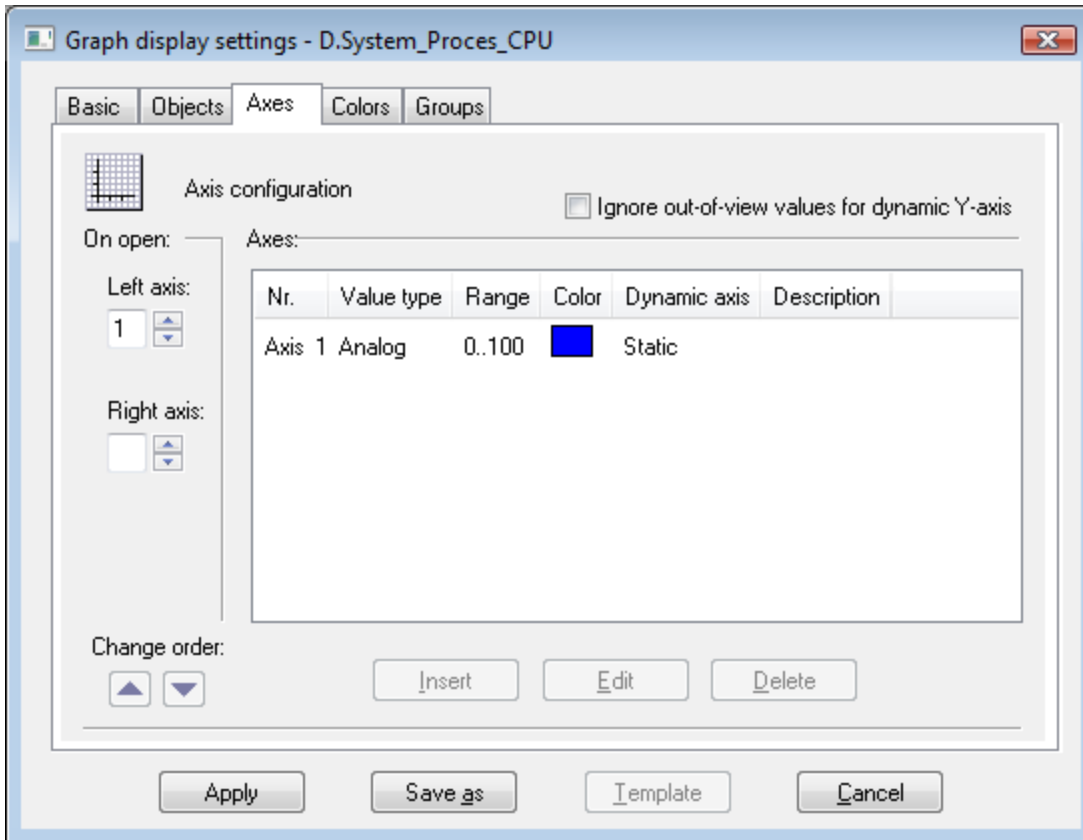 Graph display settings - D.System_Proces_CPU
Basic Objects Axes Colors Groups
Axis configuration
Ignore out-of-view values for dynamic Y-axis
On open:
Axes:
Left axis:
1
Right axis:
Nr. Value type Range Color Dynamic axis Description
Axis 1 Analog 0..100 Static
Change order:
Insert Edit Delete
Apply Save as Template Cancel